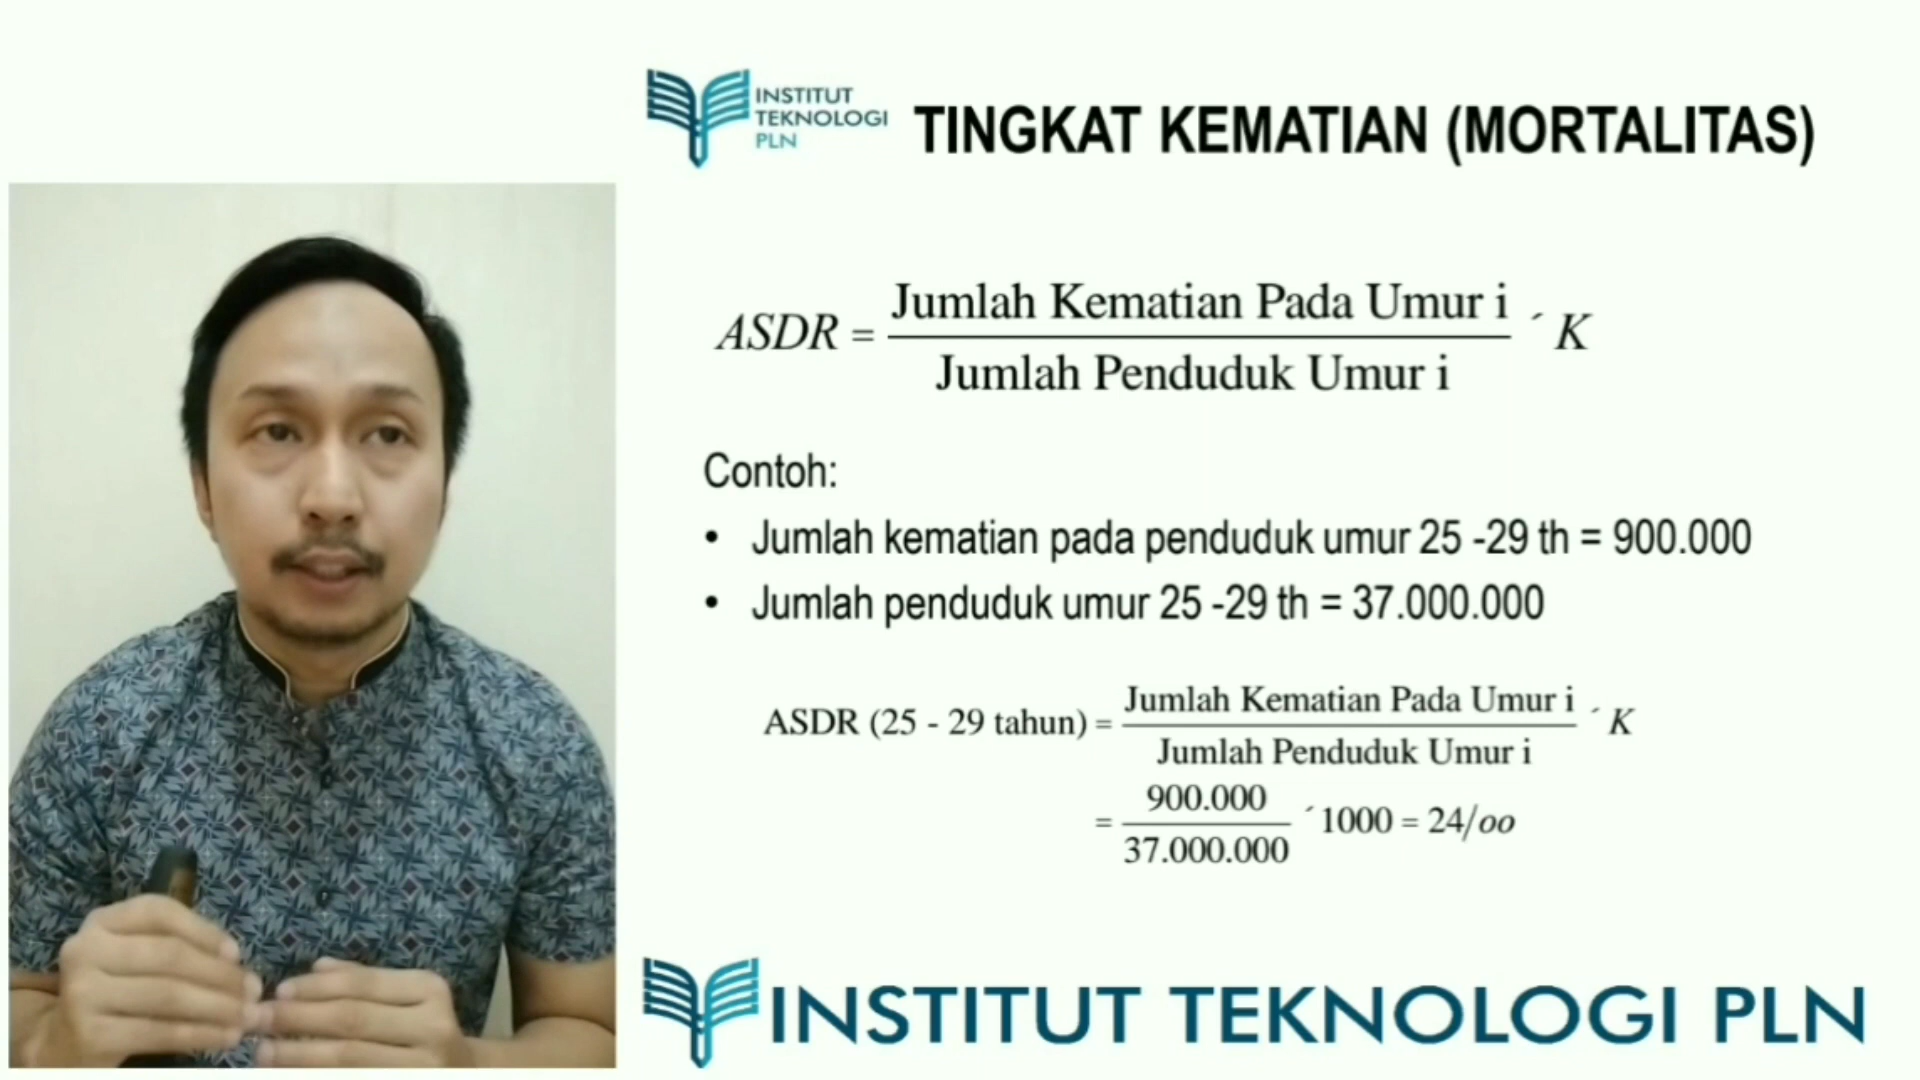 INSTITUT
TEKNOLOGI
PLN
TINGKAT KEMATIAN (MORTALITAS)
ASDR = Jumlah Kematian Pada Umur i / Jumlah Penduduk Umur i ´ K
Contoh:
• Jumlah kematian pada penduduk umur 25 -29 th = 900.000
• Jumlah penduduk umur 25 -29 th = 37.000.000
ASDR (25 - 29 tahun) = Jumlah Kematian Pada Umur i / Jumlah Penduduk Umur i ´ K
= 900.000 / 37.000.000 ´ 1000 = 24/oo
INSTITUT TEKNOLOGI PLN